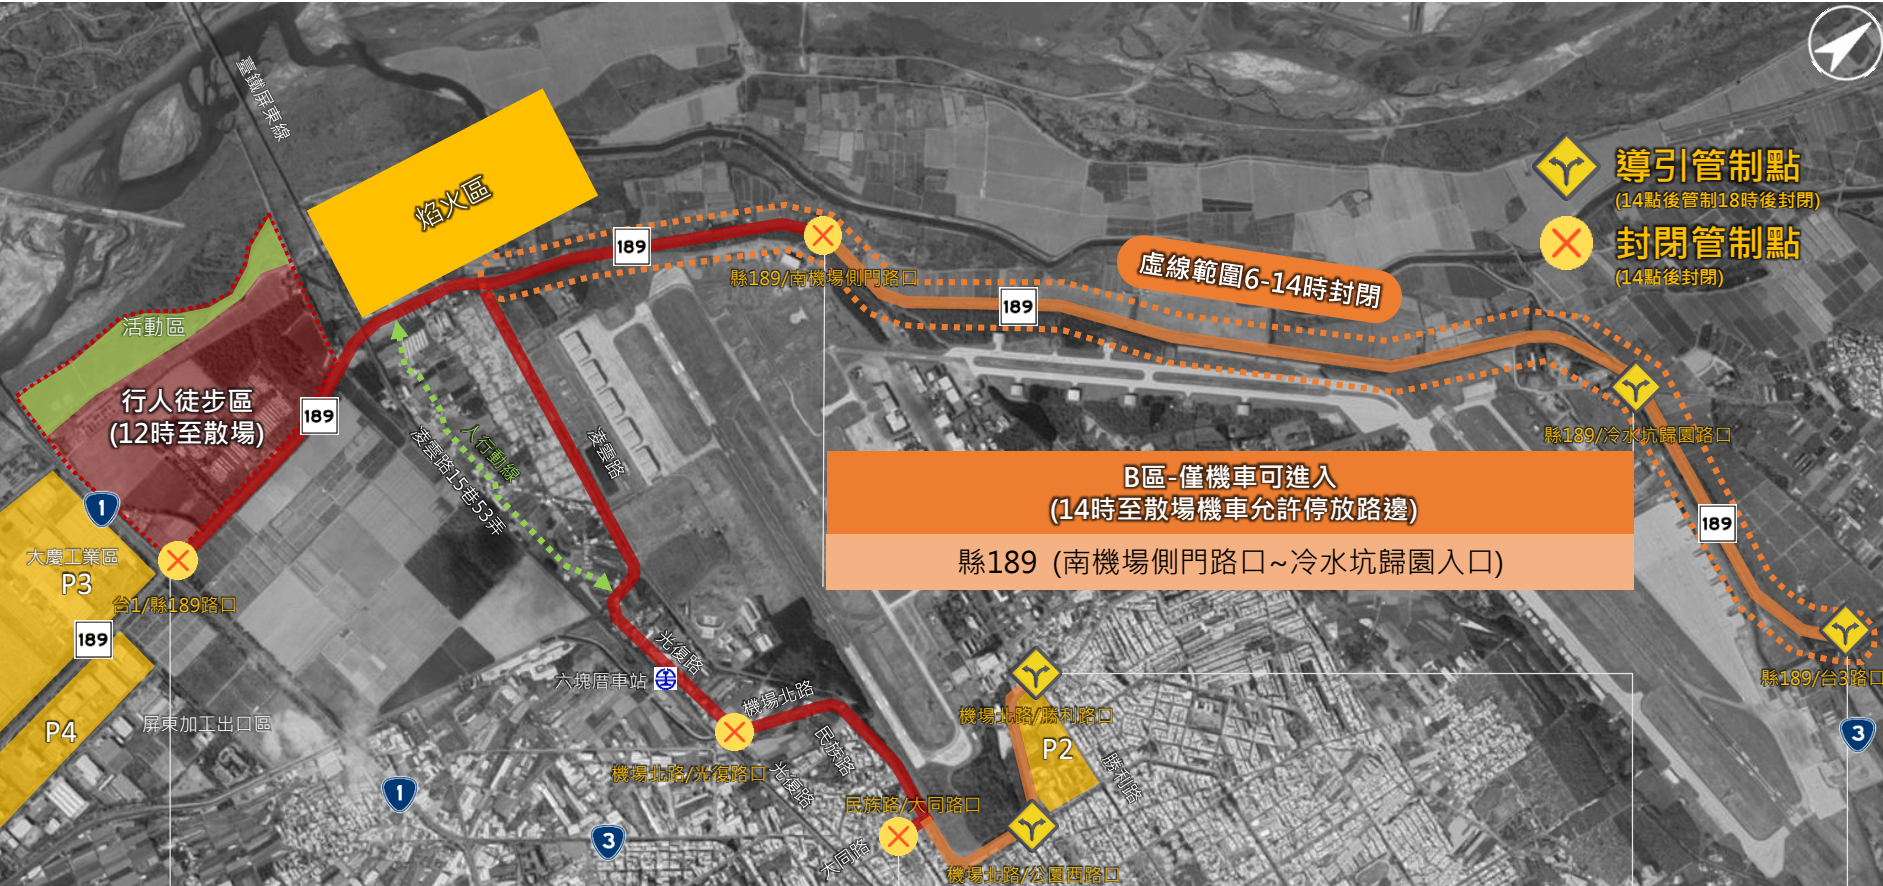 臺鐵屏東線
焰火區
導引管制點
(14點後管制18時後封閉)
封閉管制點
(14點後封閉)
189
縣189/南機場側門路口
虛線範圍6-14時封閉
189
活動區
行人徒步區
(12時至散場)
189
人行動線
凌雲路15巷53弄
凌雲路
縣189/冷水坑歸園路口
B區-僅機車可進入
(14時至散場機車允許停放路邊)
縣189 (南機場側門路口~冷水坑歸園入口)
189
1
大慶工業區
P3
台1/縣189路口
189
P4
屏東加工出口區
六塊厝車站
光復路
機場北路
機場北路/光復路口
光復路
民族路
民族路/大同路口
大同路
機場北路/勝利路口
P2
勝利路
機場北路/公園西路口
縣189/台3路口
3
1
3